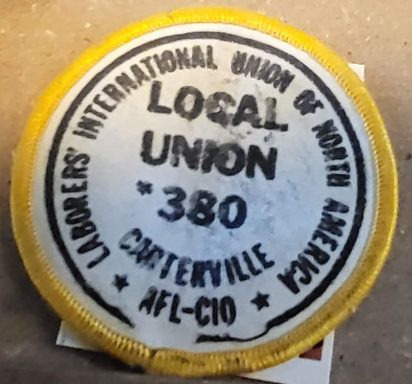 LABORERS' INTERNATIONAL UNION OF NORTH AMERICA
LOCAL
UNION
*380
CARTERVILLE
★ AFL-CIO ★